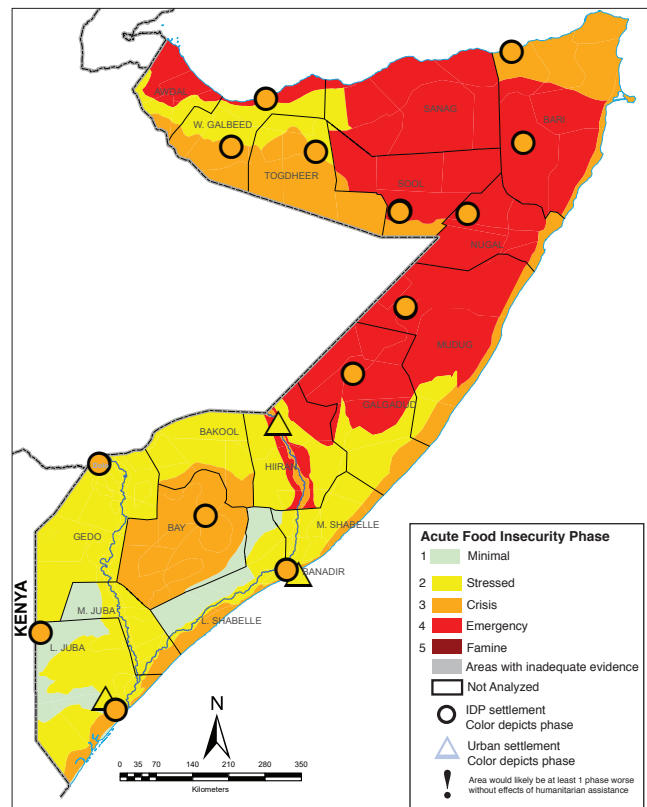 AWDAL
SANAG
BARI
W. GALBEED
TOGDHEER
SOOL
NUGAL
MUDUG
GALGADUD
BAKOOL
HIIRAN
GEDO
BAY
M. SHABELLE
BANADIR
M. JUBA
L. SHABELLE
L. JUBA
KENYA
N
0 35 70 140 210 280 350
Kilometers
Acute Food Insecurity Phase
1 Minimal
2 Stressed
3 Crisis
4 Emergency
5 Famine
Areas with inadequate evidence
Not Analyzed
IDP settlement
Color depicts phase
Urban settlement
Color depicts phase
! Area would likely be at least 1 phase worse
without effects of humanitarian assistance